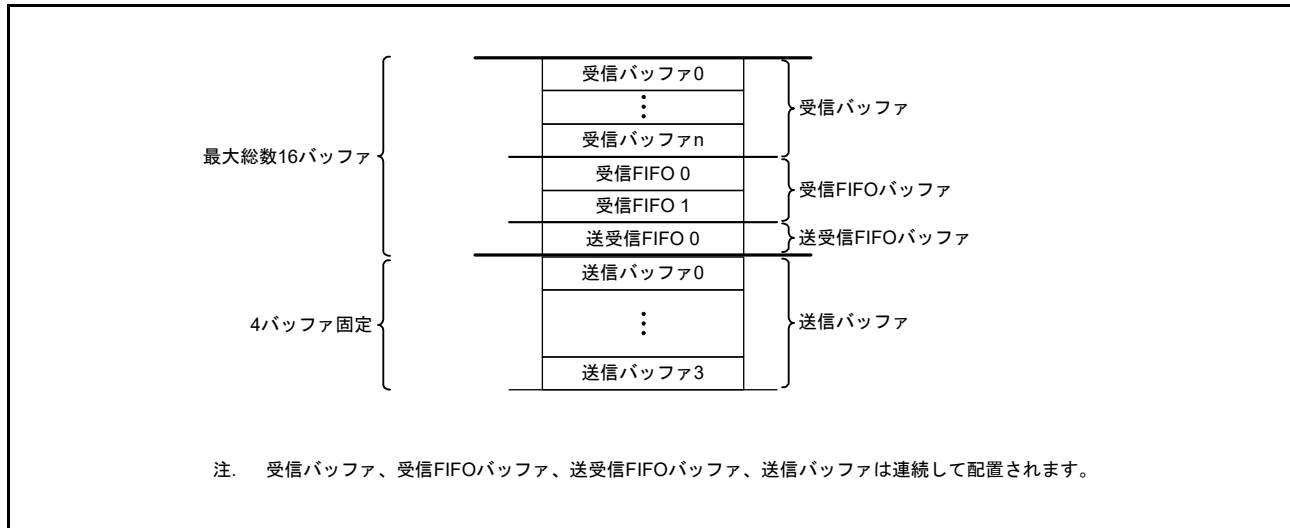 受信バッファ0
受信バッファ
受信バッファn
最大総数16バッファ
受信FIFO 0
受信FIFOバッファ
受信FIFO 1
送受信FIFO 0
送受信FIFOバッファ
送信バッファ0
4バッファ固定
送信バッファ
送信バッファ3
注. 受信バッファ、受信FIFOバッファ、送受信FIFOバッファ、送信バッファは連続して配置されます。